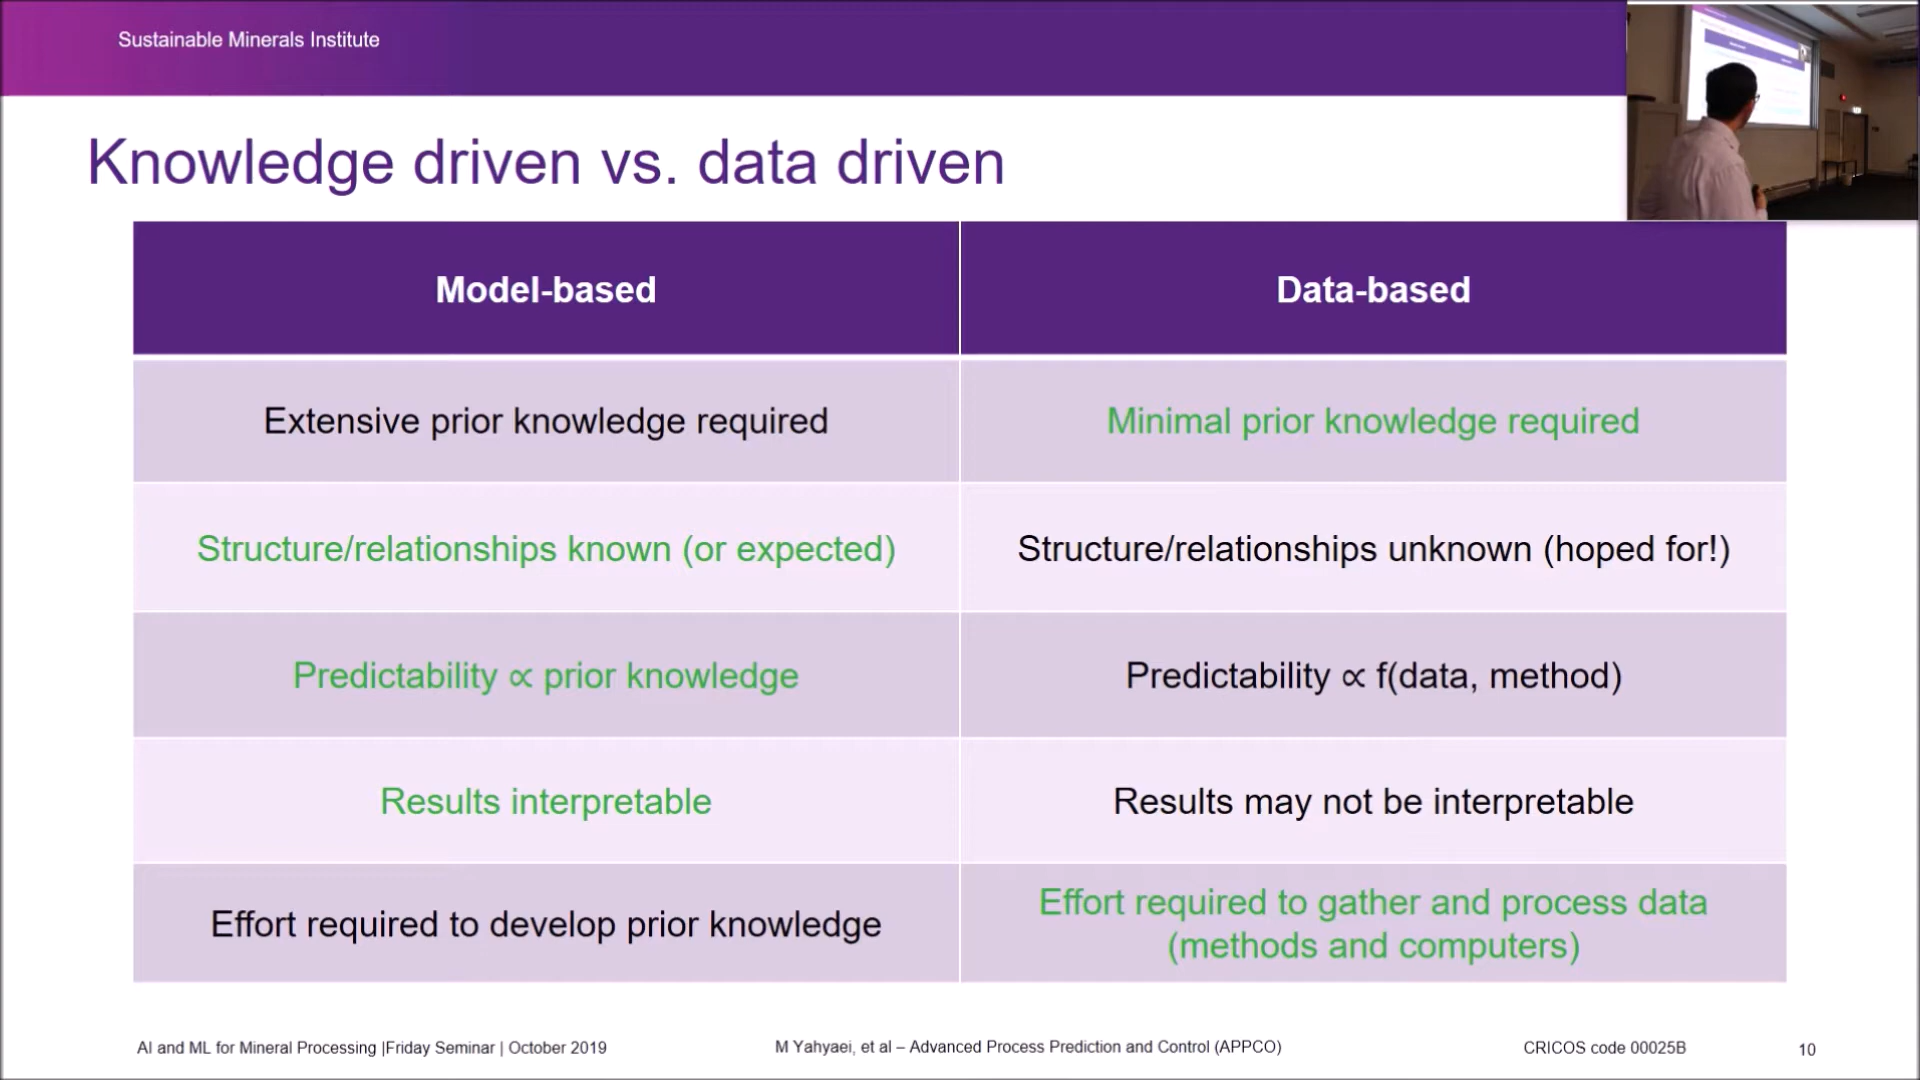 Sustainable Minerals Institute
Knowledge driven vs. data driven
Model-based
Data-based
Extensive prior knowledge required
Minimal prior knowledge required
Structure/relationships known (or expected)
Structure/relationships unknown (hoped for!)
Predictability ∝ prior knowledge
Predictability ∝ f(data, method)
Results interpretable
Results may not be interpretable
Effort required to develop prior knowledge
Effort required to gather and process data
(methods and computers)
AI and ML for Mineral Processing |Friday Seminar | October 2019
M Yahyaei, et al – Advanced Process Prediction and Control (APPCO)
CRICOS code 00025B
10